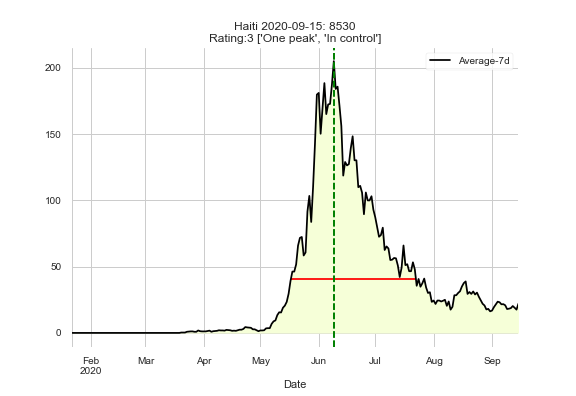 Haiti 2020-09-15: 8530
Rating:3 ['One peak', 'In control']
Average-7d
200
150
100
50
0
Feb Mar Apr May Jun Jul Aug Sep
2020
Date